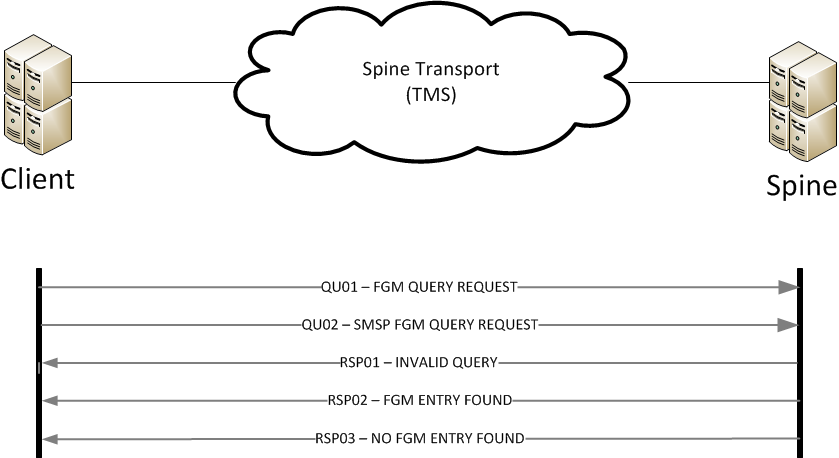 Spine Transport
(TMS)
Client
Spine
QU01 – FGM QUERY REQUEST
QU02 – SMSP FGM QUERY REQUEST
RSP01 – INVALID QUERY
RSP02 – FGM ENTRY FOUND
RSP03 – NO FGM ENTRY FOUND